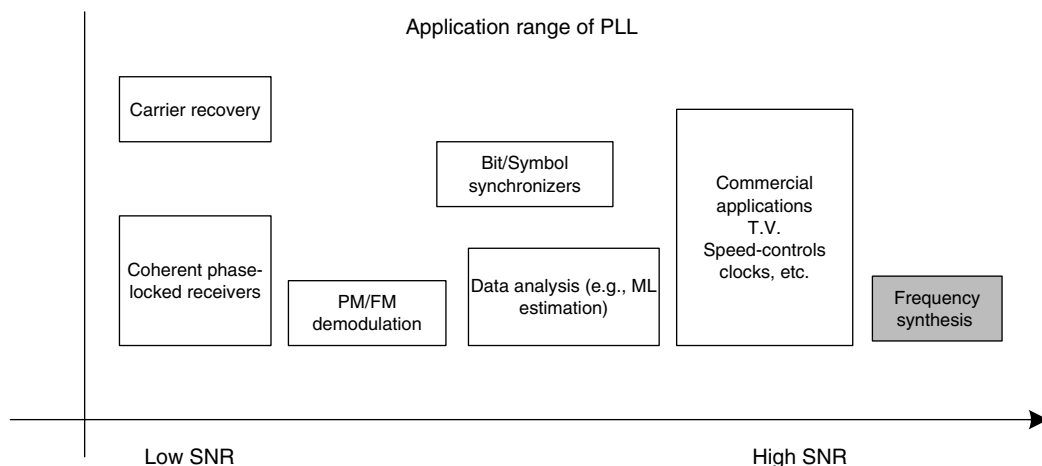 Application range of PLL
Carrier recovery
Bit/Symbol
synchronizers
Commercial
applications
T.V.
Speed-controls
clocks, etc.
Coherent phase-
locked receivers
PM/FM
demodulation
Data analysis (e.g., ML
estimation)
Frequency
synthesis
Low SNR
High SNR